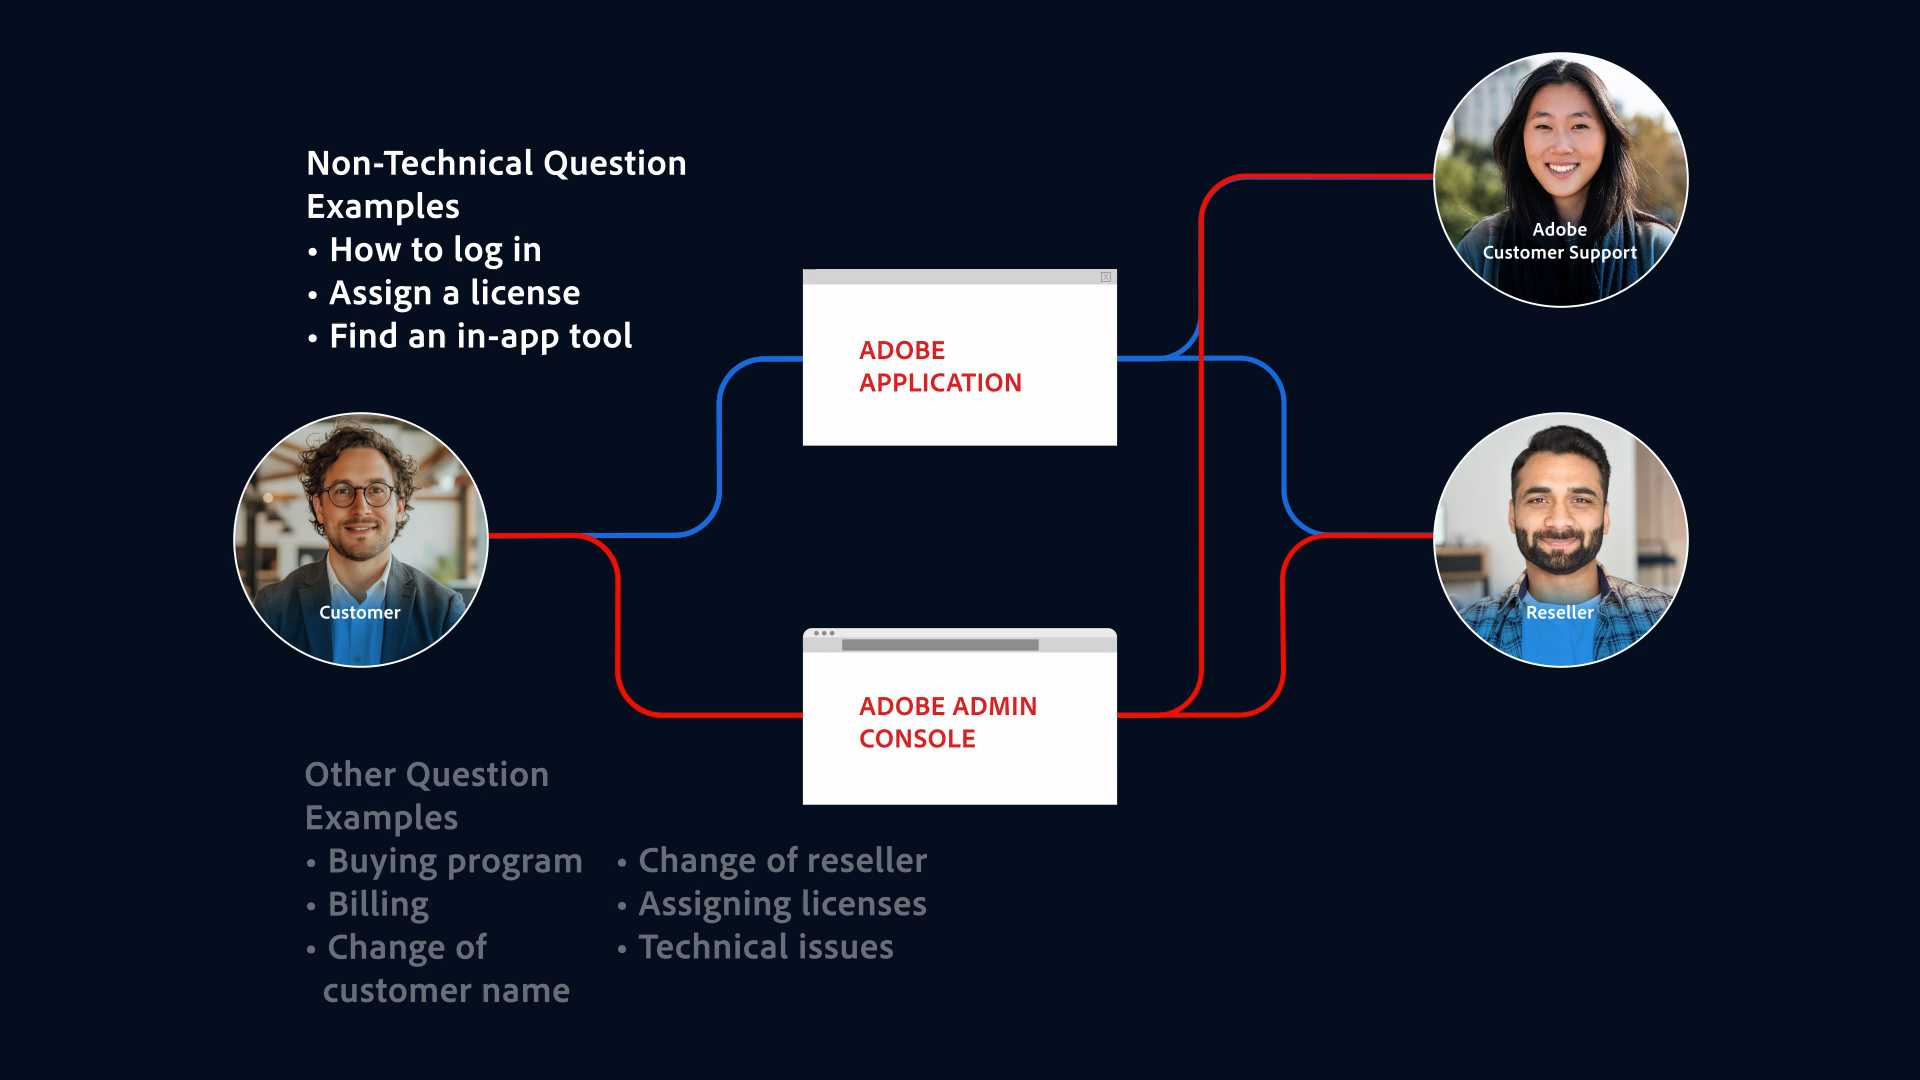 Non-Technical Question
Examples
• How to log in
• Assign a license
• Find an in-app tool
Customer
ADOBE
APPLICATION
ADOBE ADMIN
CONSOLE
Adobe
Customer Support
Reseller
Other Question
Examples
• Buying program
• Billing
• Change of
customer name
• Change of reseller
• Assigning licenses
• Technical issues